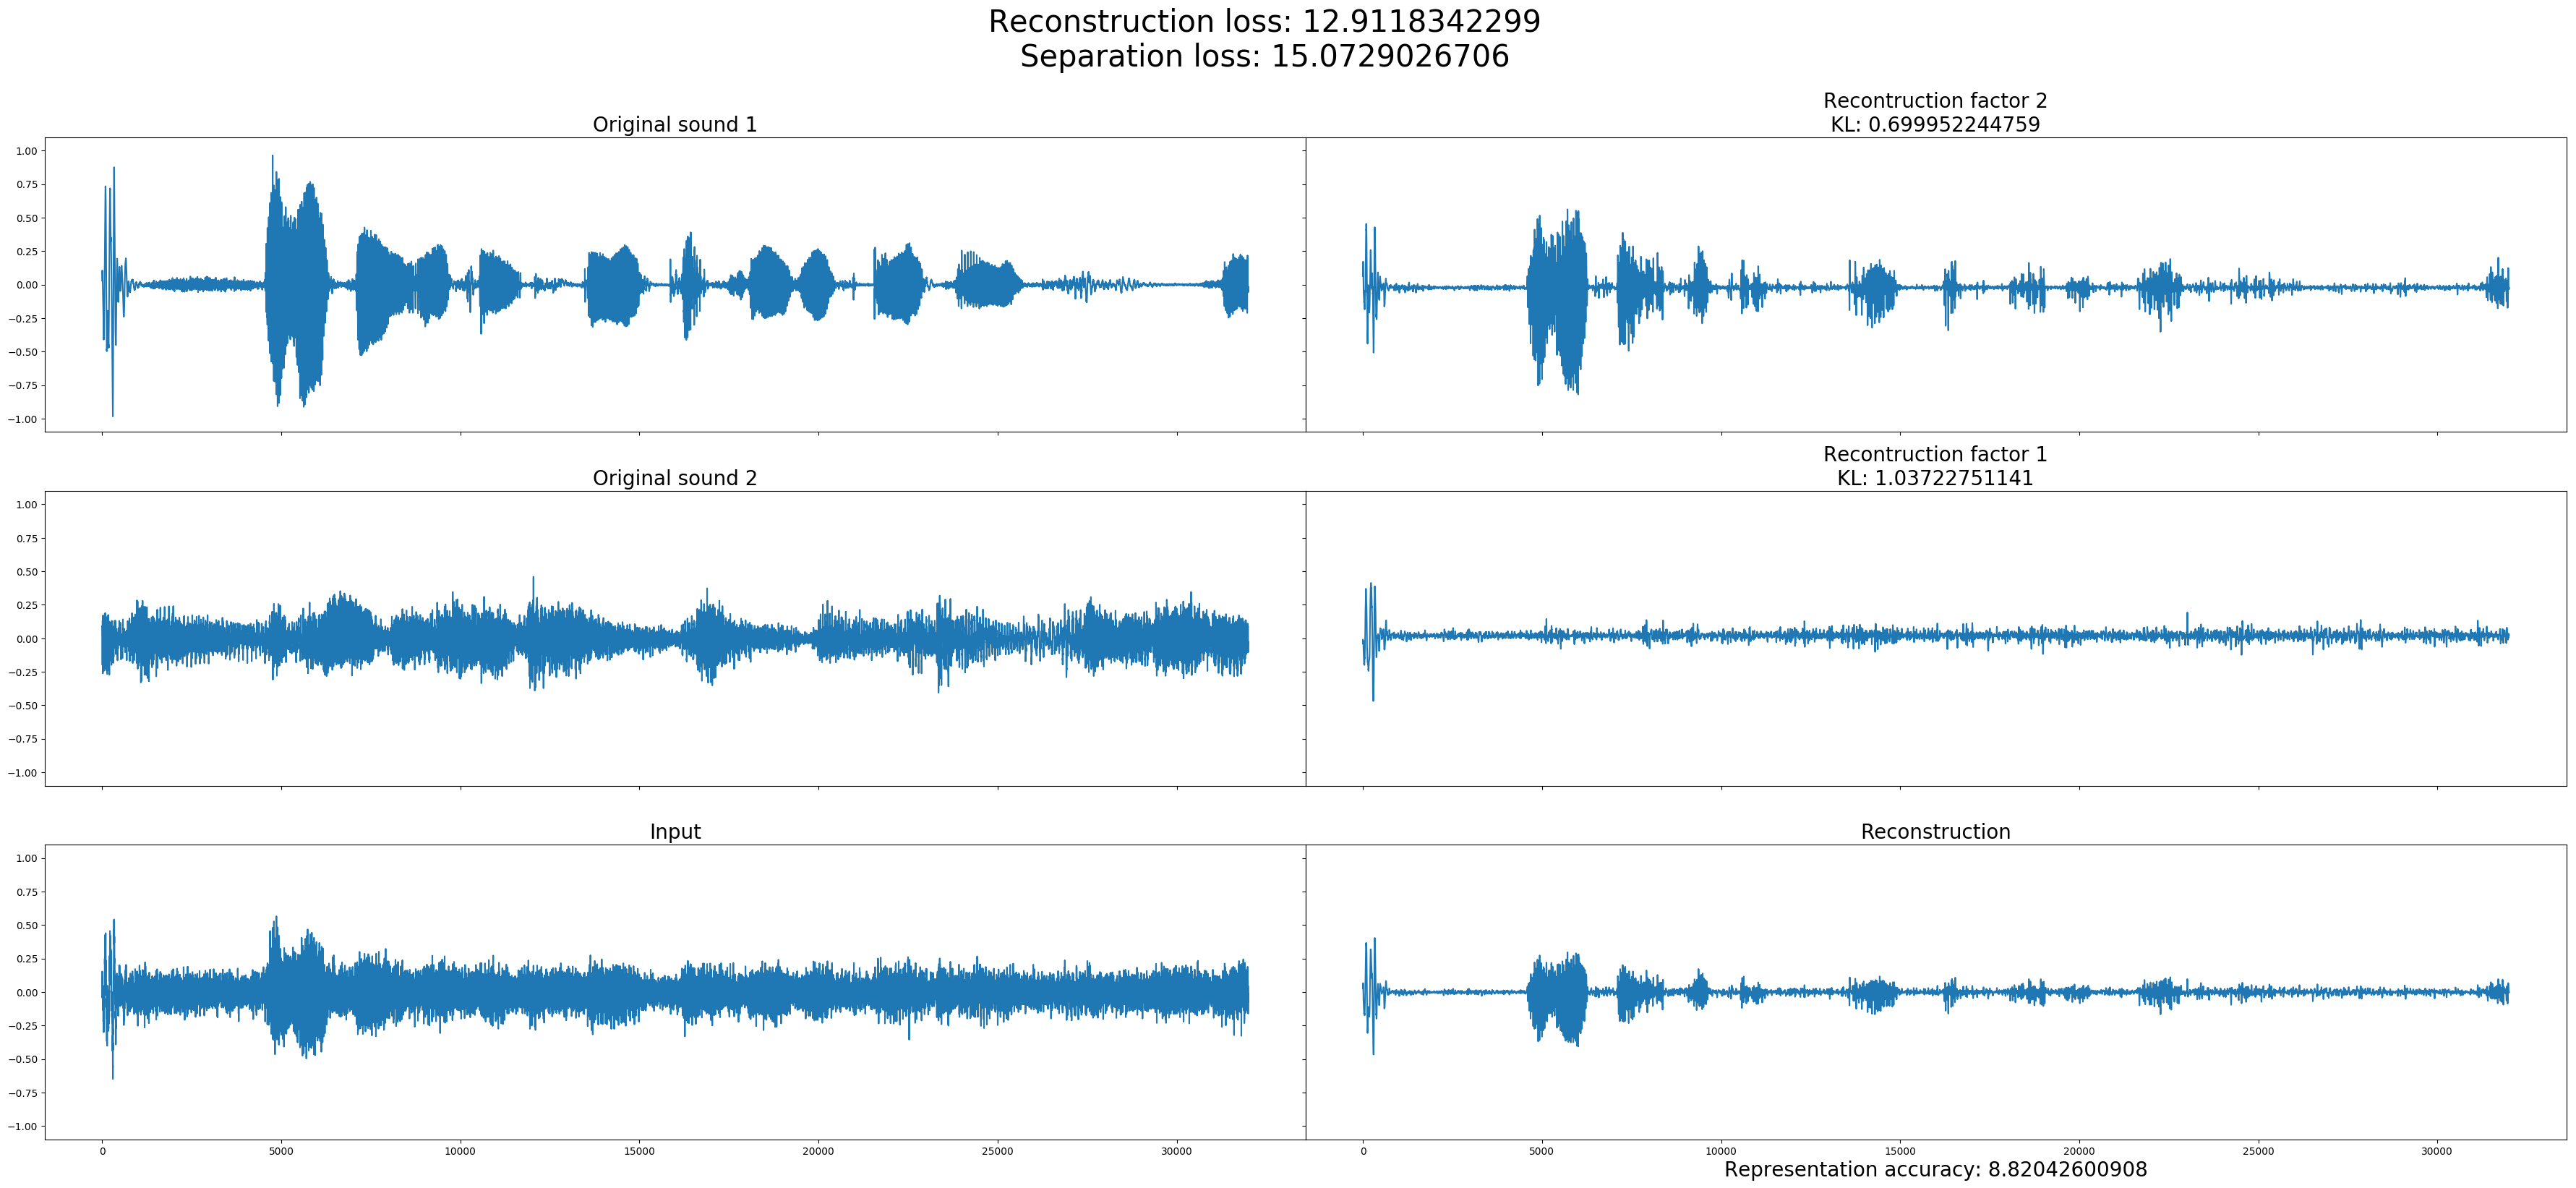 Reconstruction loss: 12.9118342299
Separation loss: 15.0729026706
Original sound 1
Recontruction factor 2
KL: 0.699952244759
1.00
0.75
0.50
0.25
0.00
−0.25
−0.50
−0.75
−1.00
Original sound 2
Recontruction factor 1
KL: 1.03722751141
1.00
0.75
0.50
0.25
0.00
−0.25
−0.50
−0.75
−1.00
Input
Reconstruction
1.00
0.75
0.50
0.25
0.00
−0.25
−0.50
−0.75
−1.00
0 5000 10000 15000 20000 25000 30000 0 5000 10000 15000 20000 25000 30000
Representation accuracy: 8.82042600908